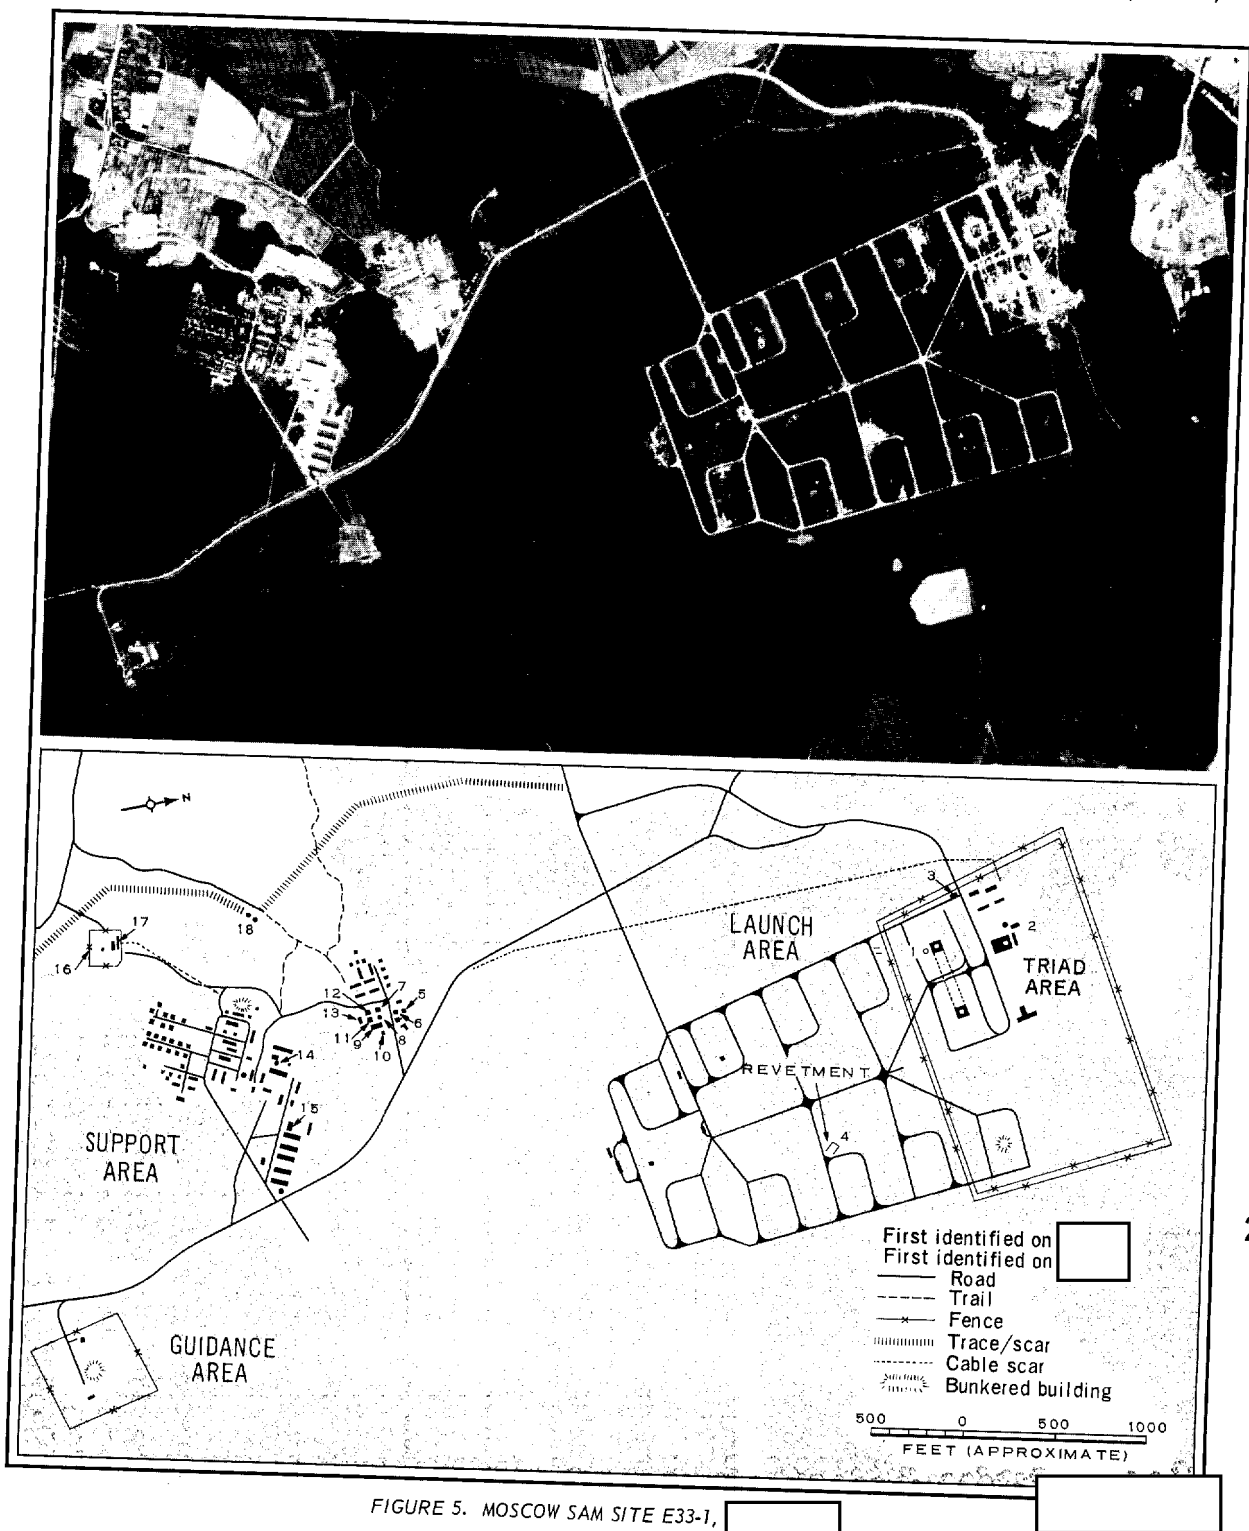 N
17
18
16
3
LAUNCH
AREA
2
1
TRIAD
AREA
12
7
5
13
6
11
9
8
10
14
REVETMENT
15
4
SUPPORT
AREA
First identified on
First identified on
Road
Trail
Fence
Trace/scar
Cable scar
Bunkered building
GUIDANCE
AREA
500 0 500 1000
FEET (APPROXIMATE)
FIGURE 5. MOSCOW SAM SITE E33-1,